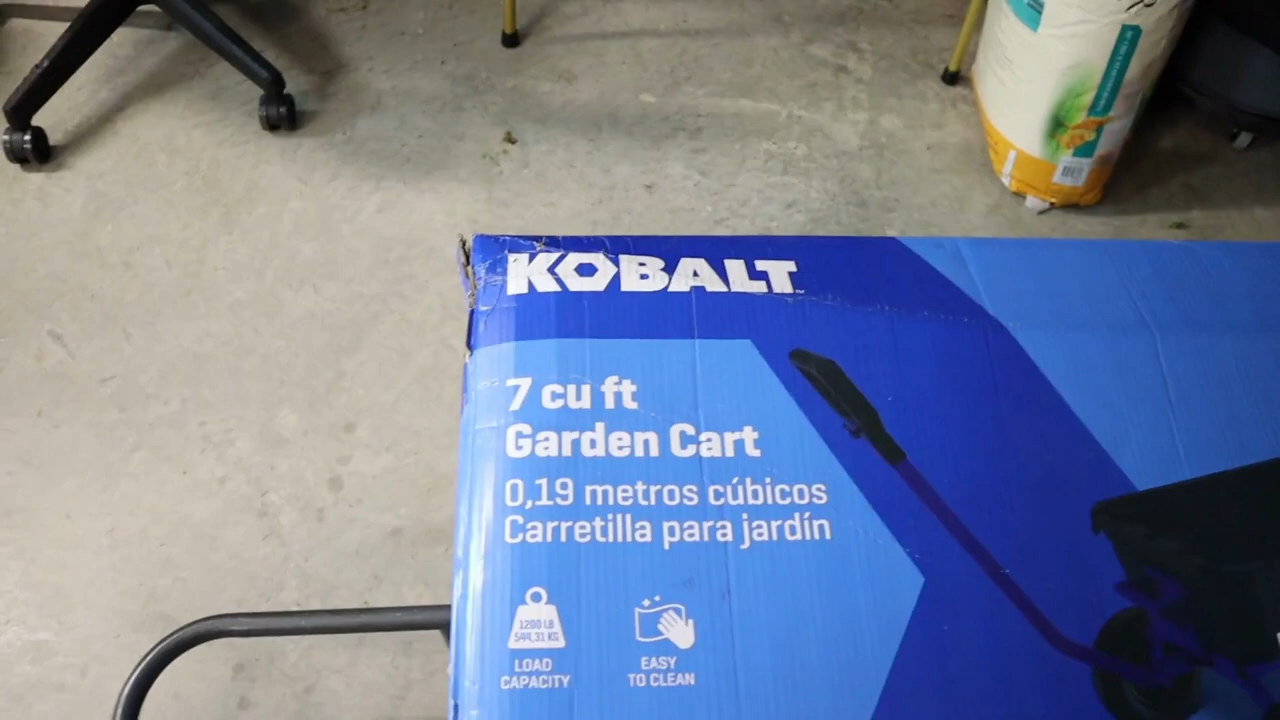 KOBALT
7 cu ft
Garden Cart
0,19 metros cúbicos
Carretilla para jardín
1200 LB
544,31 KG
LOAD
CAPACITY
EASY
TO CLEAN